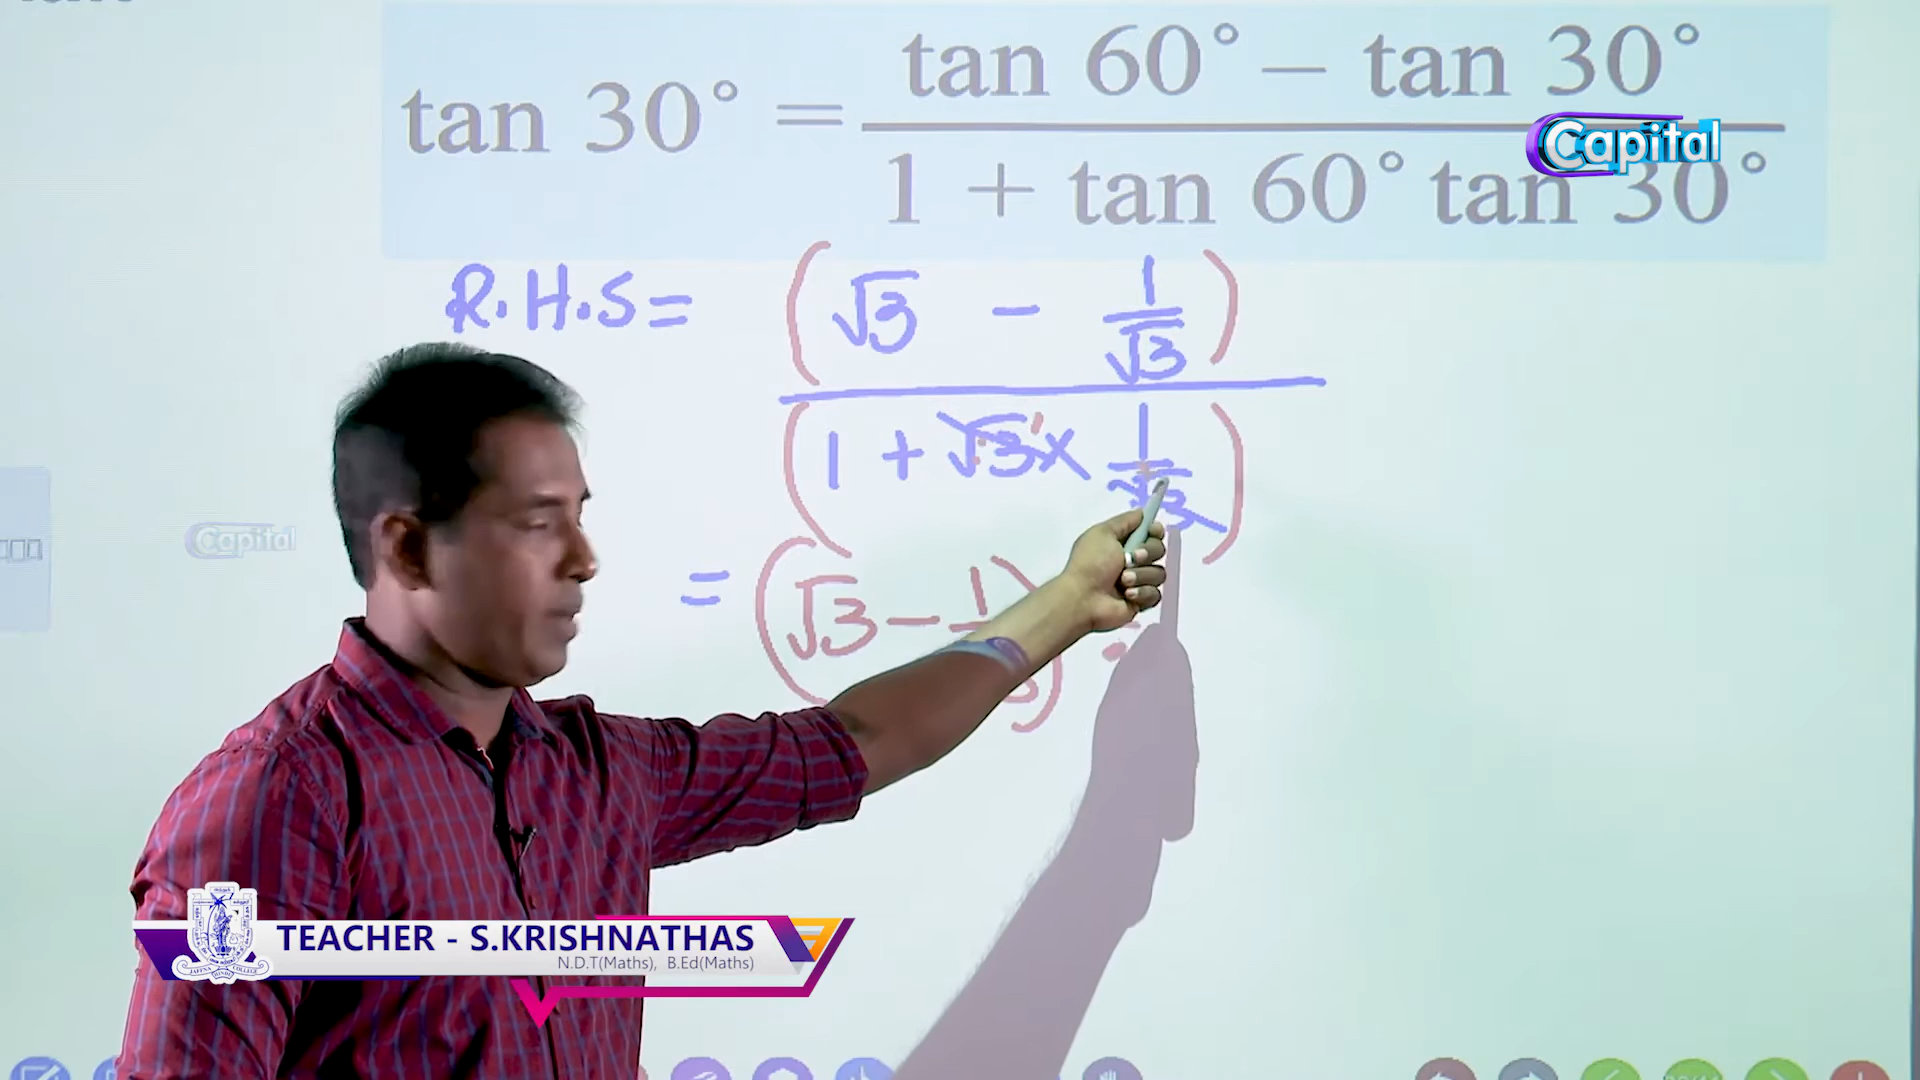 tan 30° = tan 60° – tan 30° / 1 + tan 60° tan 30°
Capital
R.H.S = (√3 - 1/√3) / (1 + √3 x 1/√3)
Capital
= (√3 - 1
TEACHER - S.KRISHNATHAS
N.D.T(Maths), B.Ed(Maths)